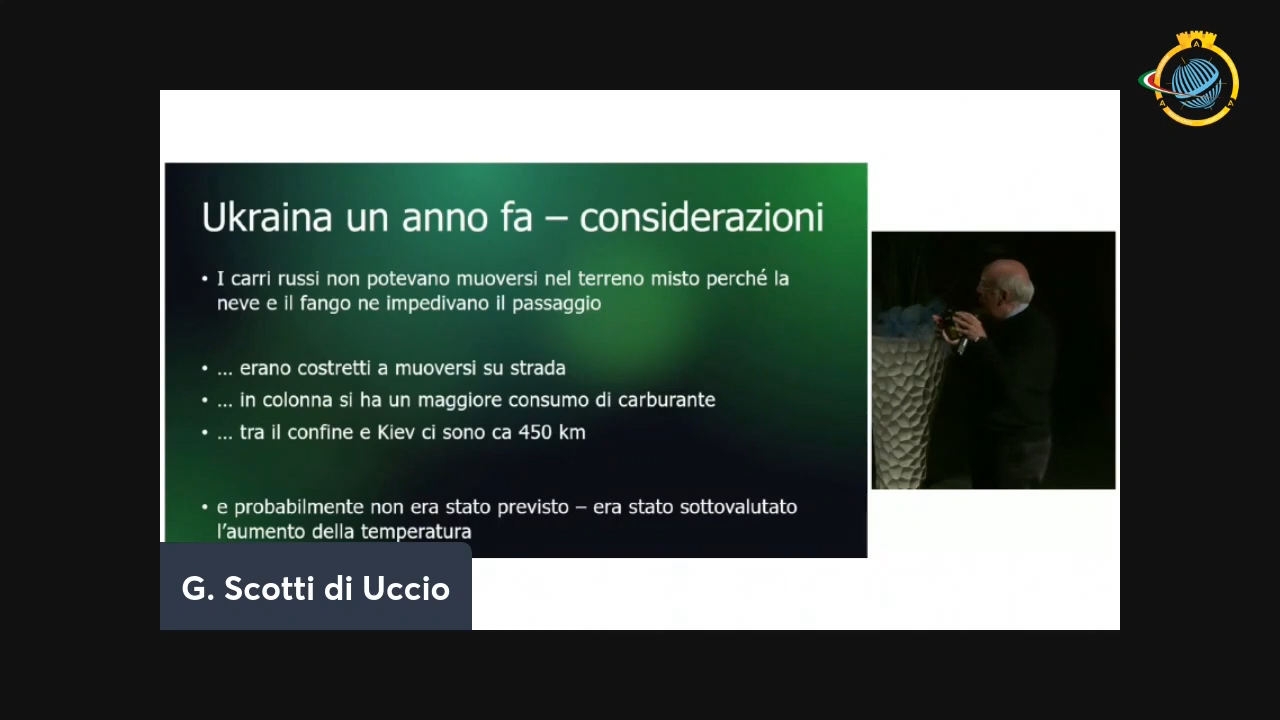 Ukraina un anno fa – considerazioni
• I carri russi non potevano muoversi nel terreno misto perché la
neve e il fango ne impedivano il passaggio
• ... erano costretti a muoversi su strada
• ... in colonna si ha un maggiore consumo di carburante
• ... tra il confine e Kiev ci sono ca 450 km
• e probabilmente non era stato previsto – era stato sottovalutato
l'aumento della temperatura
G. Scotti di Uccio